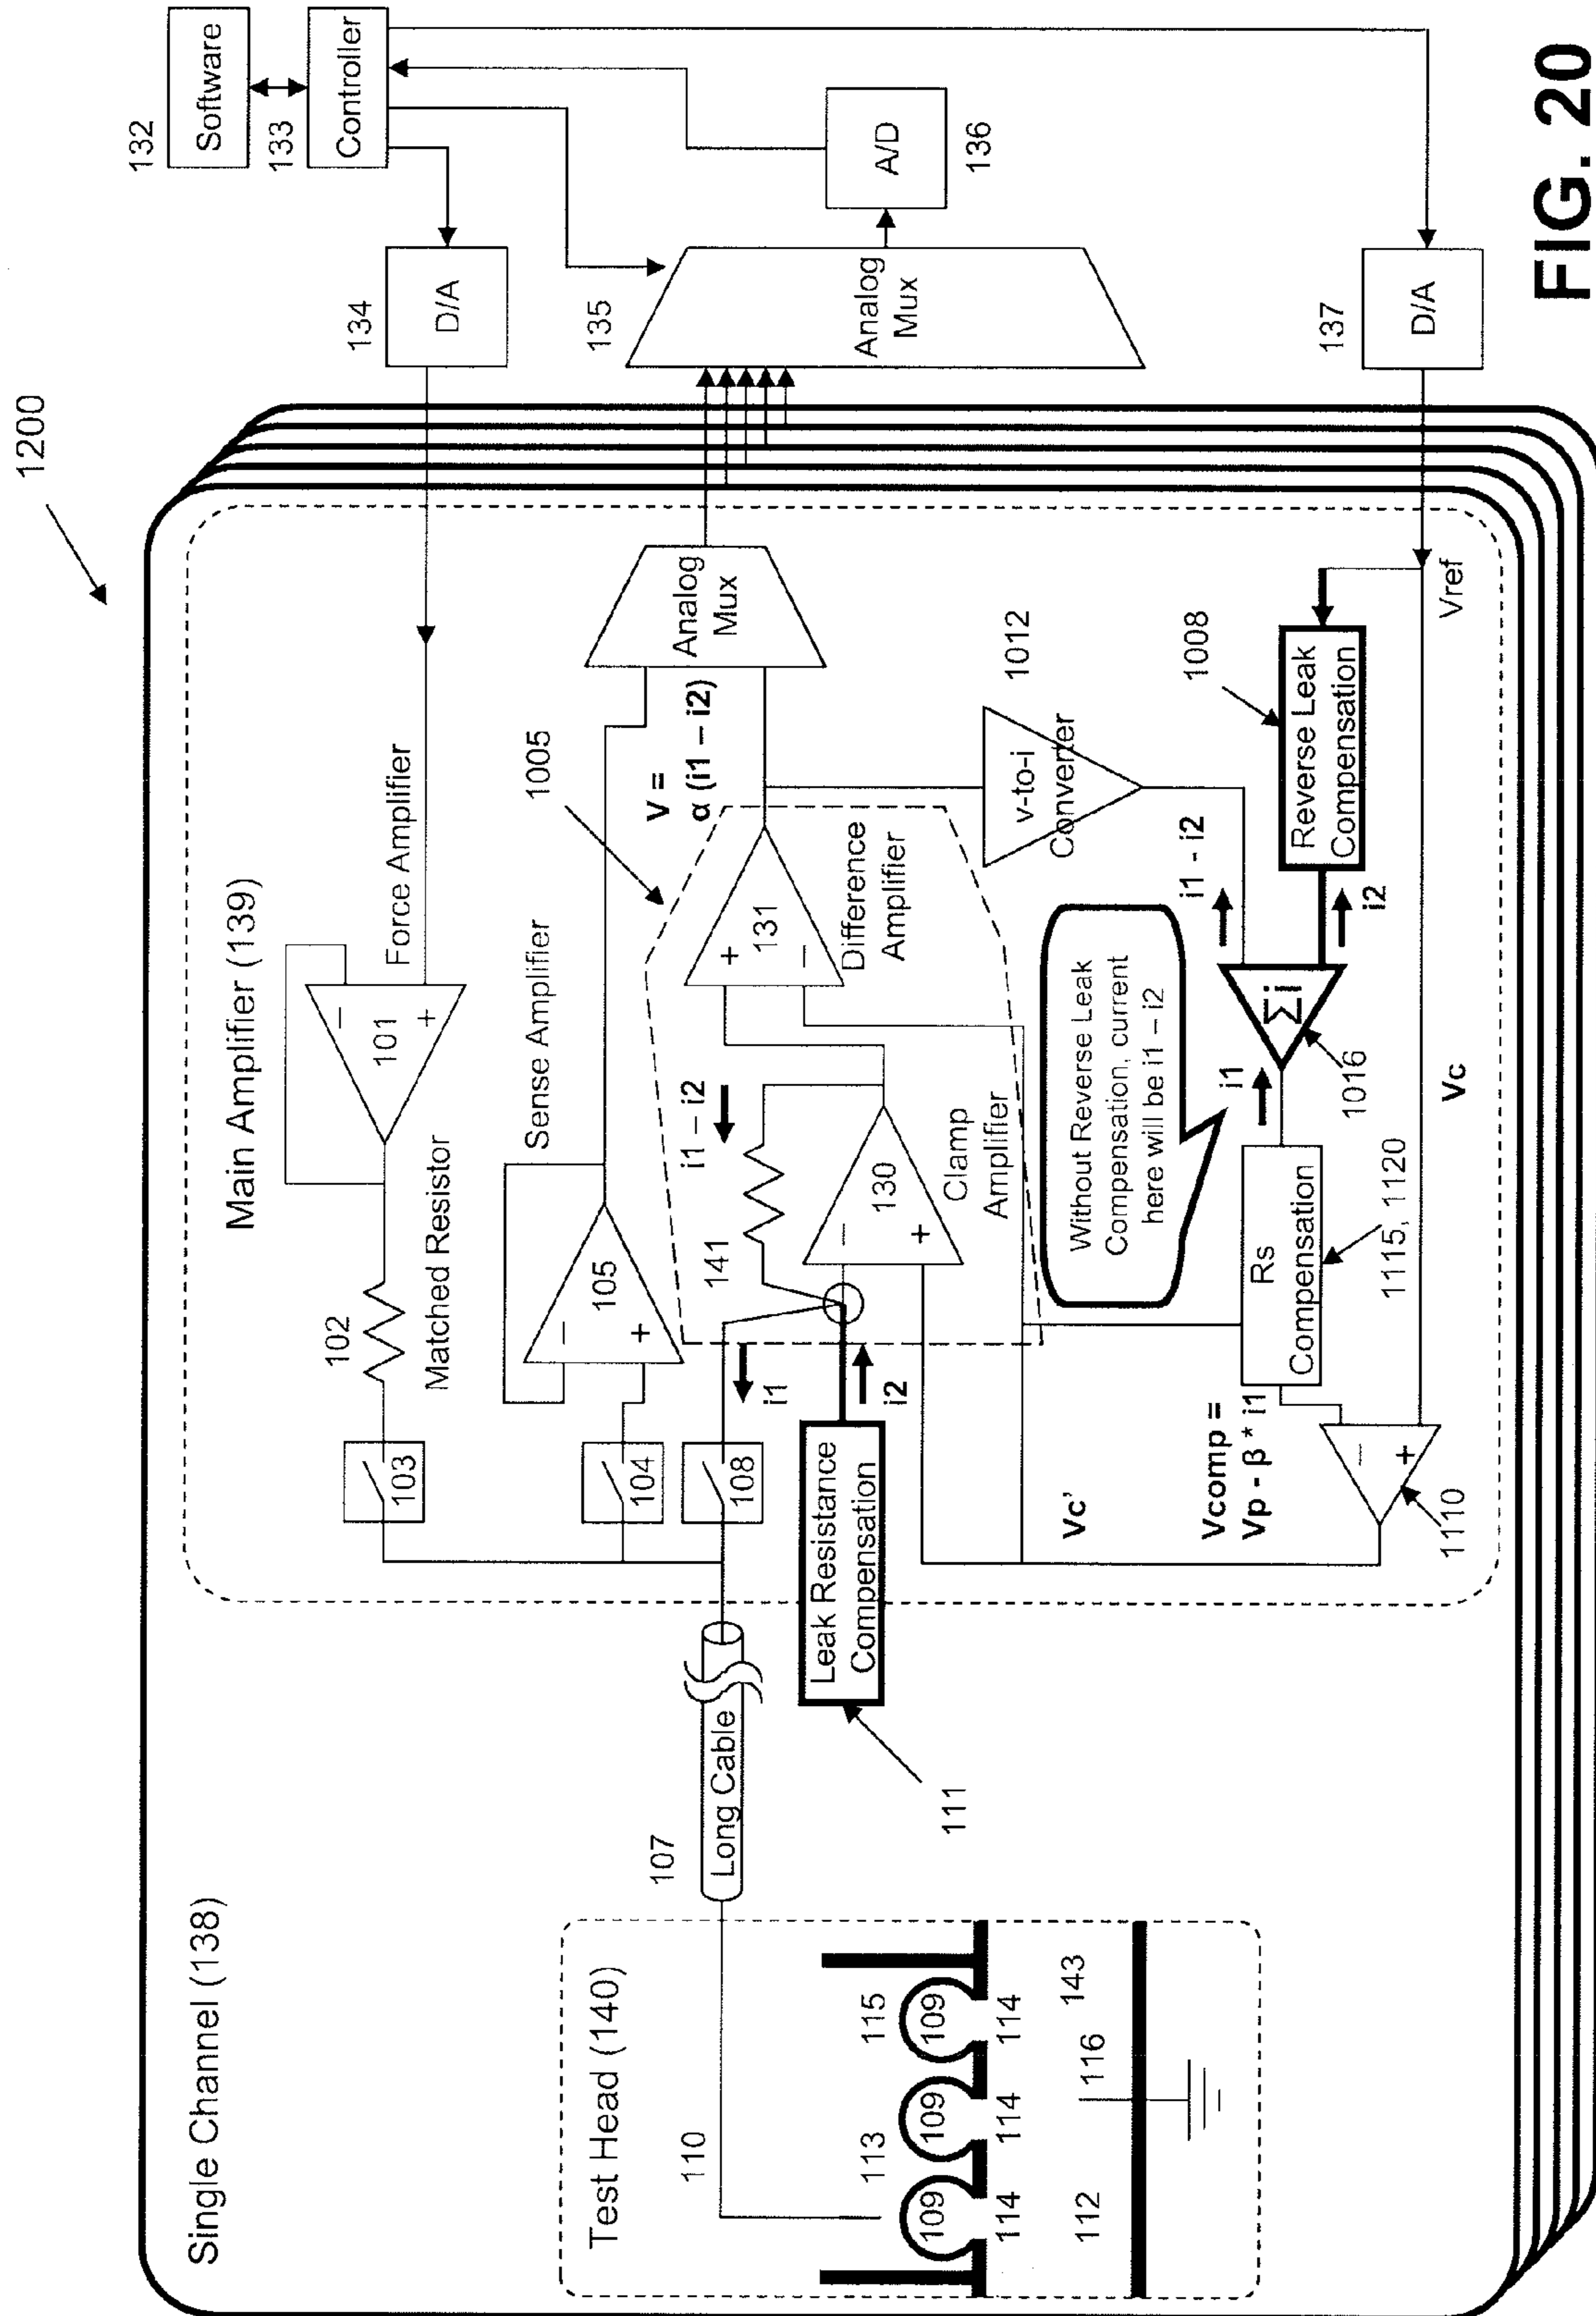 1200
Single Channel (138)
Main Amplifier (139)
132
Software
133
Controller
134
D/A
135
Analog
Mux
A/D
136
137
D/A
102
Matched Resistor
103
−
101
+
Force Amplifier
Sense Amplifier
104
−
105
+
108
Analog
Mux
V =
α (i1 – i2)
1005
+
131
−
Difference
Amplifier
141
i1 – i2
−
130
+
Clamp
Amplifier
i1
i2
1012
v-to-i
Converter
Test Head (140)
110
107
Long Cable
Leak Resistance
Compensation
111
113
115
109
109
109
114
114
114
112
116
143
Without Reverse Leak
Compensation, current
here will be i1 – i2
i1 - i2
i1
i2
Σi
1016
1008
Reverse Leak
Compensation
Vref
Vc'
Vcomp =
Vp - β * i1
Rs
Compensation
1115, 1120
−
+
1110
Vc
FIG. 20